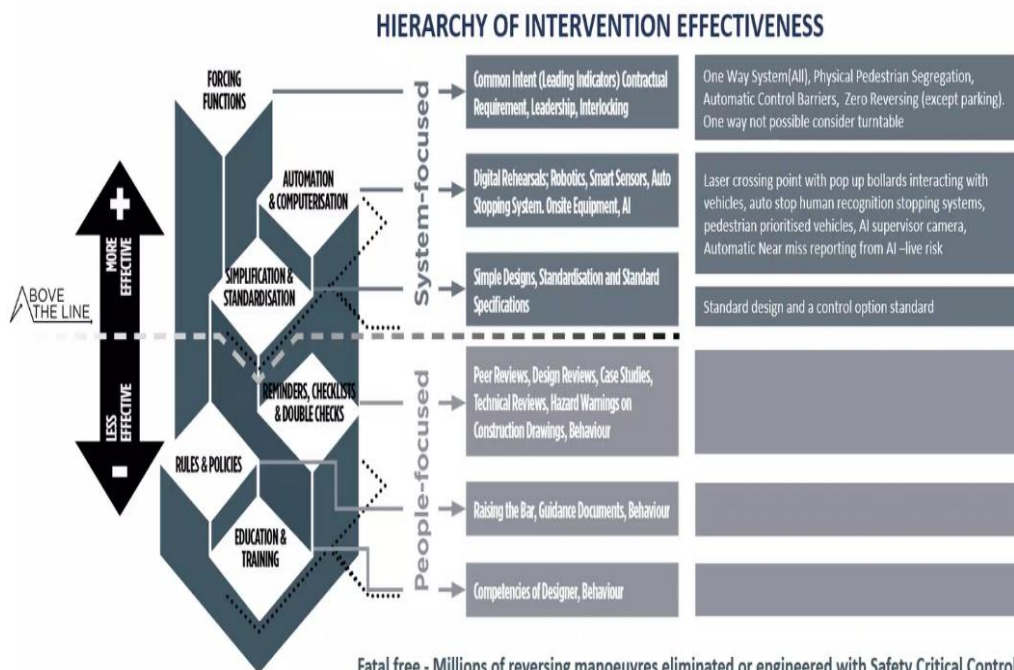 HIERARCHY OF INTERVENTION EFFECTIVENESS
FORCING
FUNCTIONS
Common Intent (Leading Indicators) Contractual
Requirement, Leadership, Interlocking
One Way System(All), Physical Pedestrian Segregation,
Automatic Control Barriers, Zero Reversing (except parking).
One way not possible consider turntable
AUTOMATION
& COMPUTERISATION
Digital Rehearsals; Robotics, Smart Sensors, Auto
Stopping System. Onsite Equipment, AI
Laser crossing point with pop up bollards interacting with
vehicles, auto stop human recognition stopping systems,
pedestrian prioritised vehicles, AI supervisor camera,
Automatic Near miss reporting from AI –live risk
SIMPLIFICATION &
STANDARDISATION
Simple Designs, Standardisation and Standard
Specifications
Standard design and a control option standard
System-focused
+
MORE
EFFECTIVE
ABOVE
THE LINE
LESS
EFFECTIVE
-
REMINDERS, CHECKLISTS
& DOUBLE CHECKS
Peer Reviews, Design Reviews, Case Studies,
Technical Reviews, Hazard Warnings on
Construction Drawings, Behaviour
RULES & POLICIES
Raising the Bar, Guidance Documents, Behaviour
EDUCATION &
TRAINING
Competencies of Designer, Behaviour
People-focused
Fatal free - Millions of reversing manoeuvres eliminated or engineered with Safety Critical Control